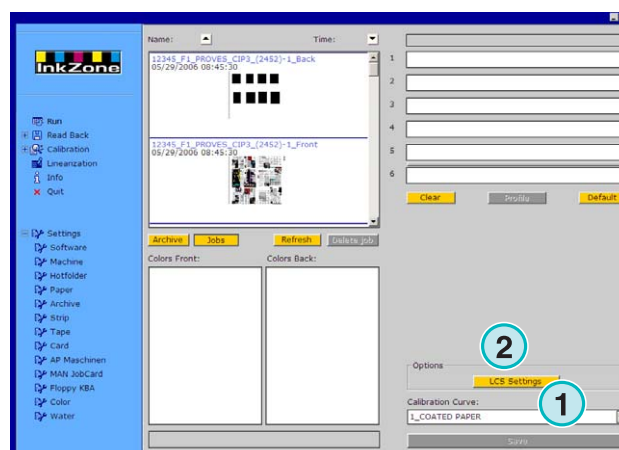 InkZone
Run
Read Back
Calibration
Linearization
Info
Quit
Settings
Software
Machine
Hotfolder
Paper
Archive
Strip
Tape
Card
AP Maschinen
MAN JobCard
Floppy KBA
Color
Water
Name:
Time:
12345_F1_PROVES_CIP3_(2452)-1_Back
05/29/2006 08:45:30
12345_F1_PROVES_CIP3_(2452)-1_Front
05/29/2006 08:45:30
Archive
Jobs
Refresh
Delete job
Colors Front:
Colors Back:
1
2
3
4
5
6
Clear
Profile
Default
2
Options
LCS Settings
1
Calibration Curve:
1_COATED PAPER
Save